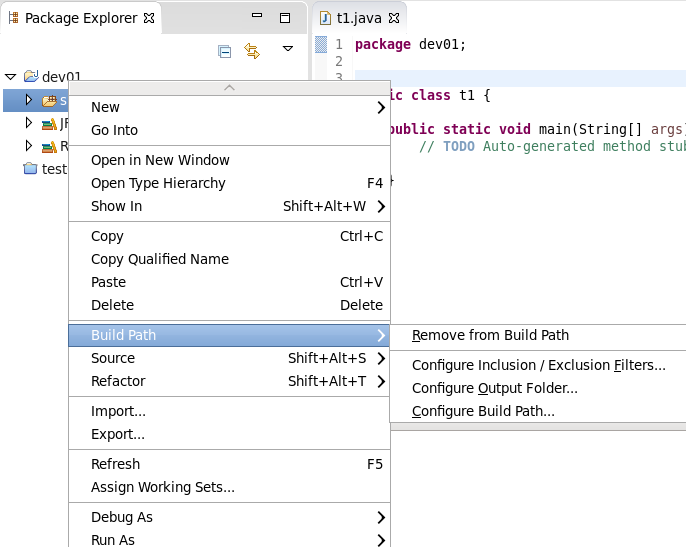 Package Explorer
t1.java
1 package dev01;
2
3
dev01
class t1 {
New
Go Into
public static void main(String[] args)
// TODO Auto-generated method stub
Open in New Window
test
Open Type Hierarchy F4
}
Show In Shift+Alt+W
Copy Ctrl+C
Copy Qualified Name
Paste Ctrl+V
Delete Delete
Build Path
Remove from Build Path
Source Shift+Alt+S
Configure Inclusion / Exclusion Filters...
Refactor Shift+Alt+T
Configure Output Folder...
Configure Build Path...
Import...
Export...
Refresh F5
Assign Working Sets...
Debug As
Run As